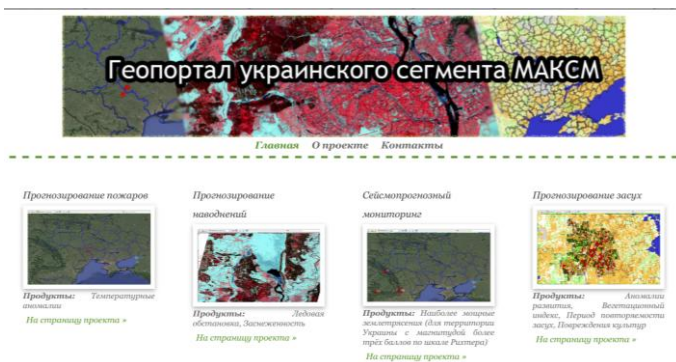 Геопортал украинского сегмента МАКСМ
Главная О проекте Контакты
Прогнозирование пожаров
Продукты: Температурные
аномалии
На страницу проекта »
Прогнозирование
наводнений
Продукты: Ледовая
обстановка, Заснеженность
На страницу проекта »
Сейсмопрогнозный
мониторинг
Продукты: Наиболее мощные
землетрясения (для территории
Украины с магнитудой более
трёх баллов по шкале Рихтера)
На страницу проекта »
Прогнозирование засух
Продукты: Аномалии
развития, Вегетационный
индекс, Период повторяемости
засух, Повреждения культур
На страницу проекта »